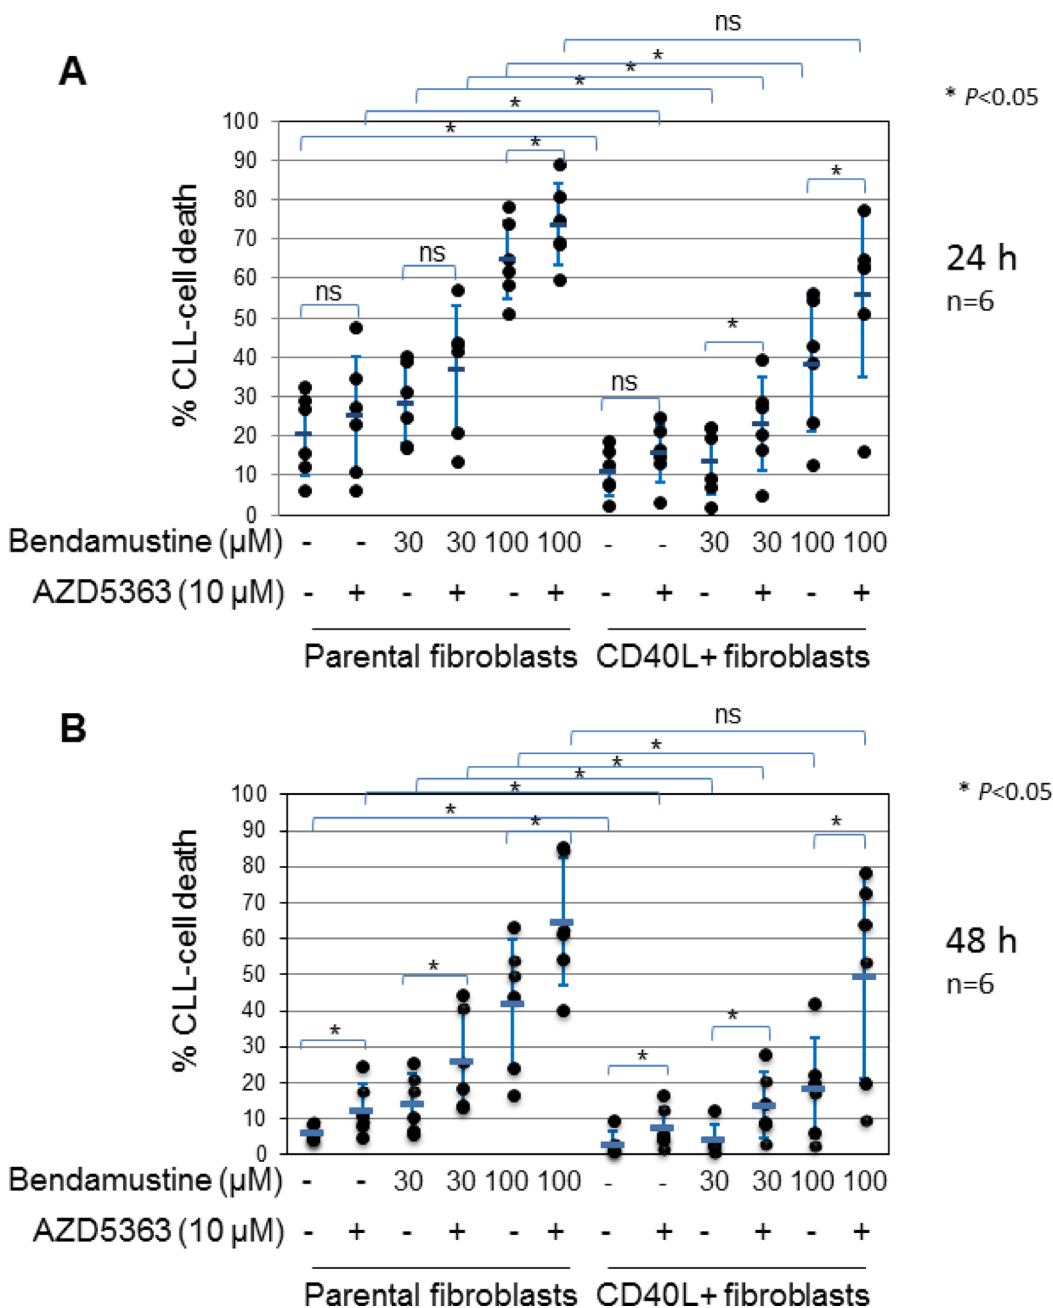 ns
A
*
*
*
* P<0.05
*
*
100
*
90
*
80
% CLL-cell death
70
ns
24 h
60
ns
n=6
50
*
40
ns
30
20
10
0
Bendamustine (µM) - - 30 30 100 100 - - 30 30 100 100
AZD5363 (10 µM) - + - + - + - + - + - +
Parental fibroblasts CD40L+ fibroblasts
B
ns
*
*
*
* P<0.05
*
100
*
*
*
90
80
% CLL-cell death
70
60
48 h
*
50
n=6
40
*
*
30
*
20
10
0
Bendamustine (µM) - - 30 30 100 100 - - 30 30 100 100
AZD5363 (10 µM) - + - + - + - + - + - +
Parental fibroblasts CD40L+ fibroblasts